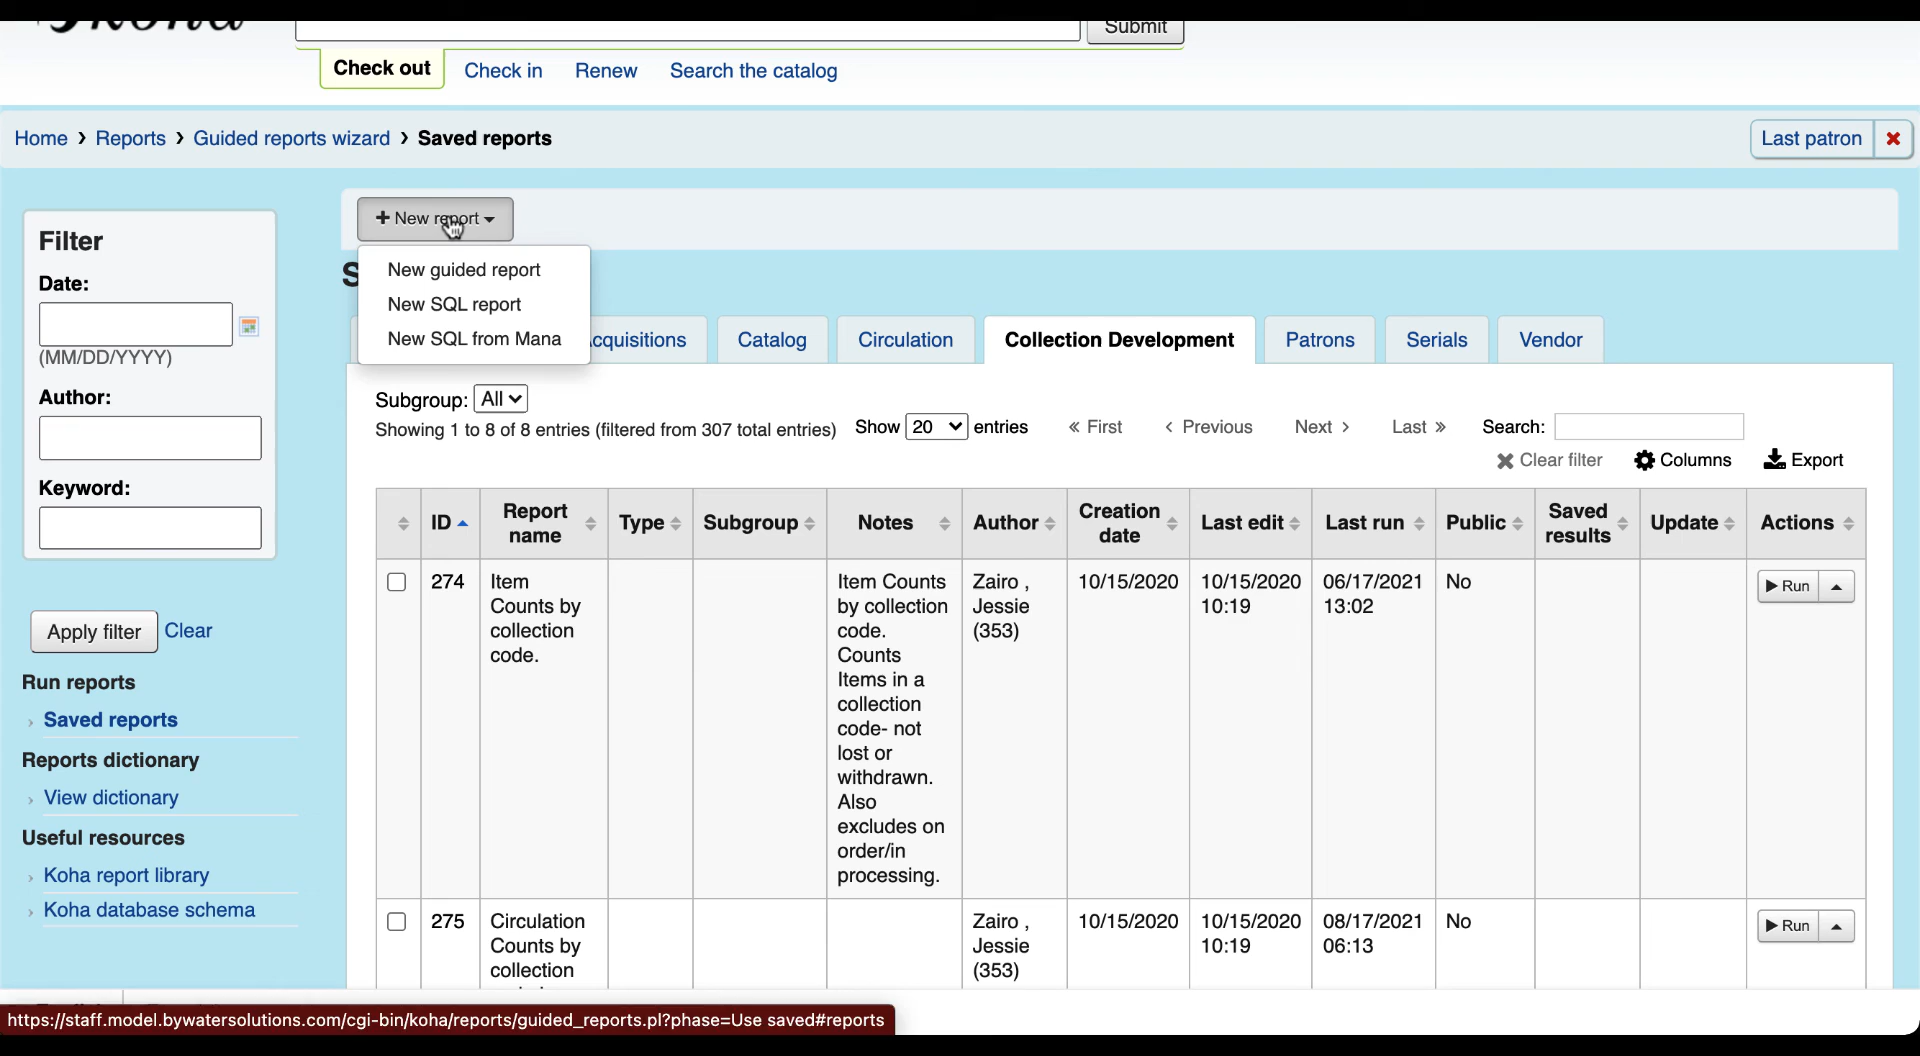 Submit
Check out Check in Renew Search the catalog
Home › Reports › Guided reports wizard › Saved reports
Last patron ✖
+ New report
New guided report
New SQL report
New SQL from Mana
Filter
Date:
(MM/DD/YYYY)
Author:
Keyword:
Apply filter Clear
Run reports
› Saved reports
Reports dictionary
› View dictionary
Useful resources
› Koha report library
› Koha database schema
Catalog Circulation Collection Development Patrons Serials Vendor
Subgroup: All
Showing 1 to 8 of 8 entries (filtered from 307 total entries) Show 20 entries « First ‹ Previous Next › Last » Search:
Clear filter Columns Export
ID Report name Type Subgroup Notes Author Creation date Last edit Last run Public Saved results Update Actions
274
Item
Counts by
collection
code.
Item Counts
by collection
code.
Counts
Items in a
collection
code- not
lost or
withdrawn.
Also
excludes on
order/in
processing.
Zairo ,
Jessie
(353)
10/15/2020
10/15/2020
10:19
06/17/2021
13:02
No
Run
275
Circulation
Counts by
collection
Zairo ,
Jessie
(353)
10/15/2020
10/15/2020
10:19
08/17/2021
06:13
No
Run
https://staff.model.bywatersolutions.com/cgi-bin/koha/reports/guided_reports.pl?phase=Use saved#reports